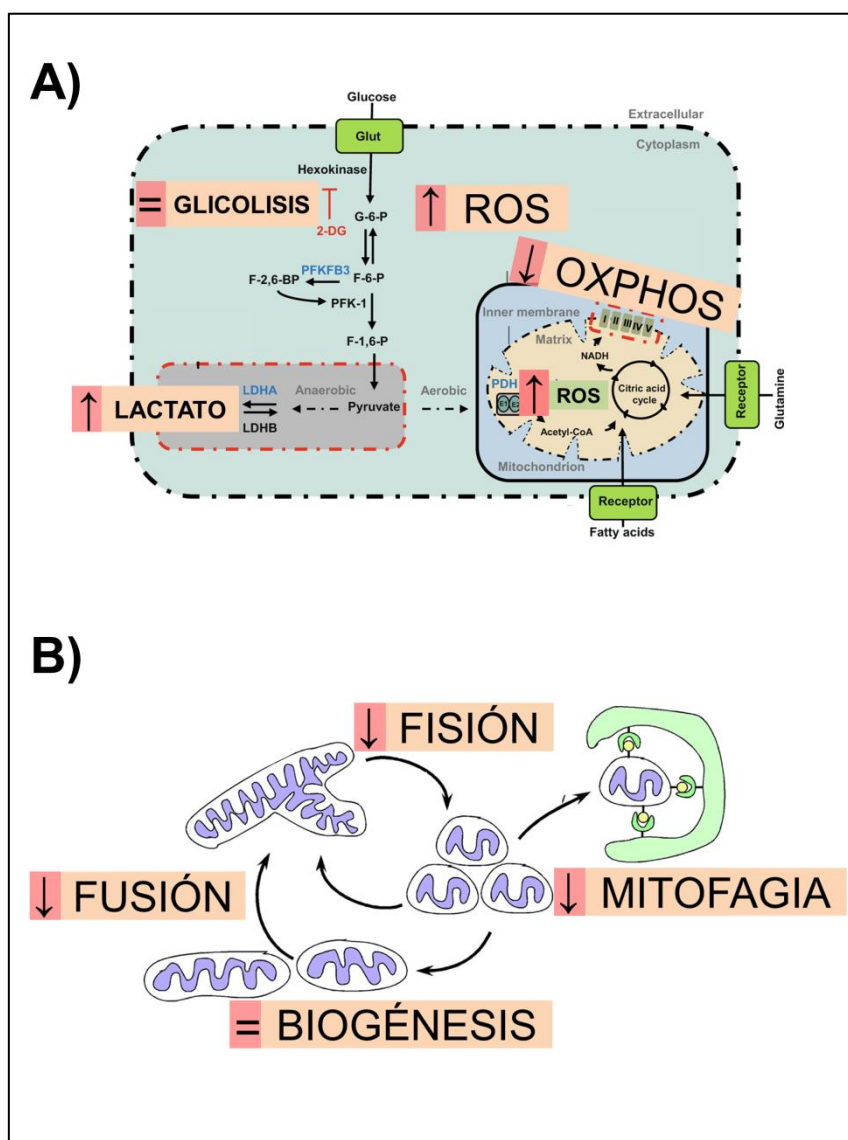 A)
Glucose
Extracellular
Glut
Cytoplasm
Hexokinase
= GLICOLISIS
2-DG
G-6-P
↑ ROS
↓ OXPHOS
PFKFB3
F-2,6-BP
F-6-P
PFK-1
F-1,6-P
Inner membrane
I II III IV V
Matrix
NADH
PDH
E1 E2
↑ ROS
Citric acid
cycle
Acetyl-CoA
Mitochondrion
Receptor
Glutamine
↑ LACTATO
LDHA
LDHB
Anaerobic
Pyruvate
Aerobic
Receptor
Fatty acids
B)
↓ FISIÓN
↓ FUSIÓN
↓ MITOFAGIA
= BIOGÉNESIS